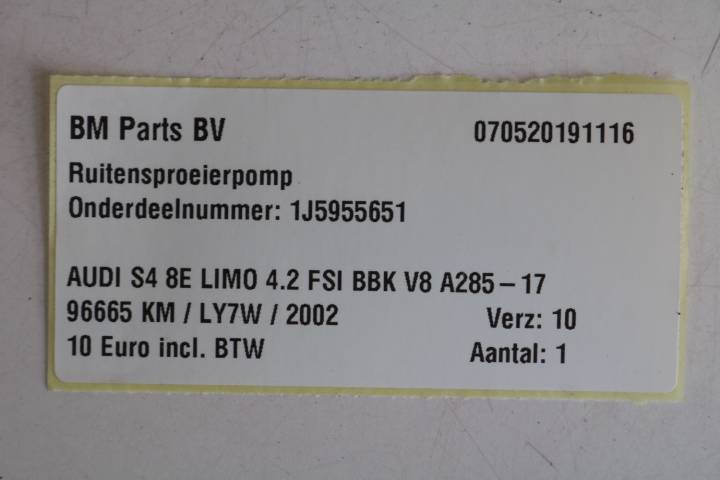 BM Parts BV 070520191116
Ruitensproeierpomp
Onderdeelnummer: 1J5955651
AUDI S4 8E LIMO 4.2 FSI BBK V8 A285-17
96665 KM / LY7W / 2002 Verz: 10
10 Euro incl. BTW Aantal: 1